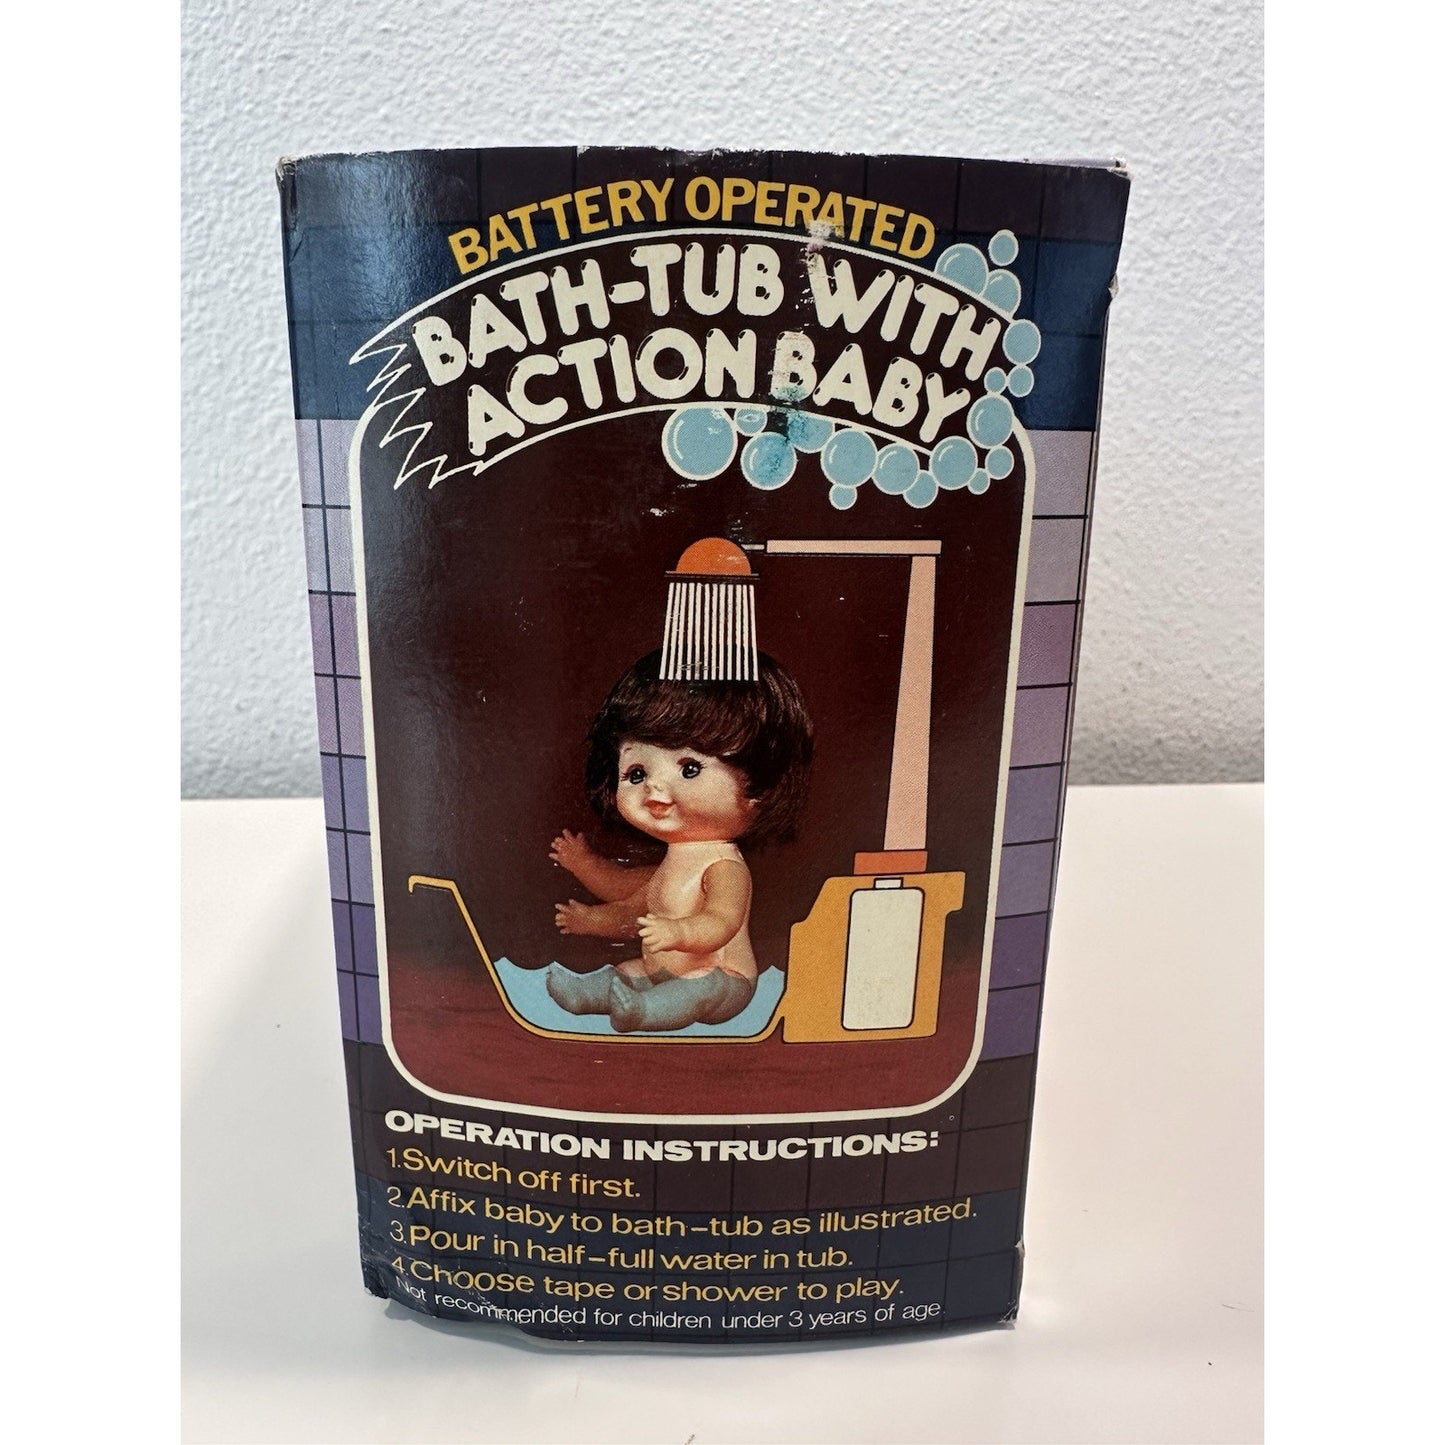 BATTERY OPERATED
BATH-TUB WITH
ACTION BABY
OPERATION INSTRUCTIONS:
1.Switch off first.
2.Affix baby to bath-tub as illustrated.
3.Pour in half-full water in tub.
4.Choose tape or shower to play.
Not recommended for children under 3 years of age.